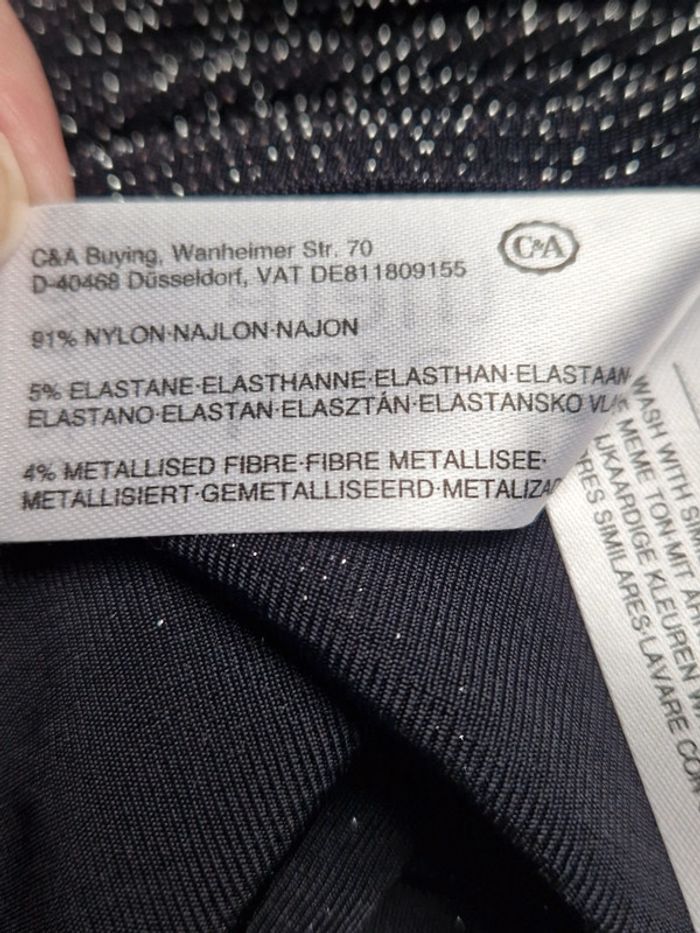 C&A Buying, Wanheimer Str. 70
D-40468 Düsseldorf, VAT DE811809155
C&A
91% NYLON·NAJLON·NAJON
5% ELASTANE·ELASTHANNE·ELASTHAN·ELASTAAN
ELASTANO·ELASTAN·ELASZTÁN·ELASTANSKO
4% METALLISED FIBRE·FIBRE METALLISEE·
METALLISIERT·GEMETALLISEERD·
WASH WITH
MEME TON·MIT
KLEUREN
SIMILARES·LAVARE